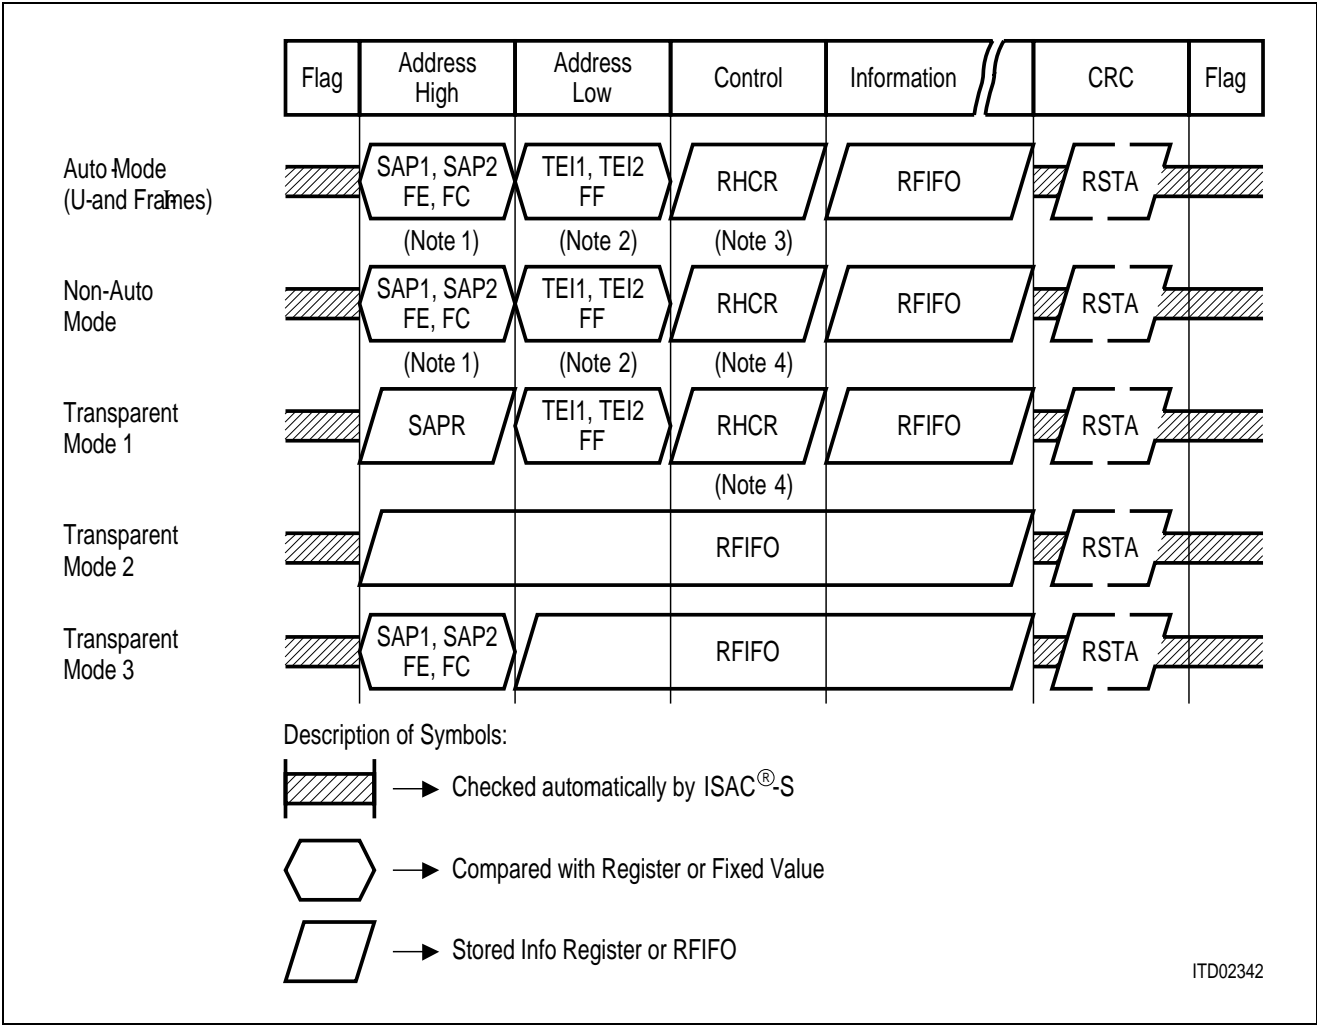 Flag
Address
High
Address
Low
Control
Information
CRC
Flag
Auto-Mode
(U-and I-Frames)
SAP1, SAP2
FE, FC
TEI1, TEI2
FF
RHCR
RFIFO
RSTA
(Note 1)
(Note 2)
(Note 3)
Non-Auto
Mode
SAP1, SAP2
FE, FC
TEI1, TEI2
FF
RHCR
RFIFO
RSTA
(Note 1)
(Note 2)
(Note 4)
Transparent
Mode 1
SAPR
TEI1, TEI2
FF
RHCR
RFIFO
RSTA
(Note 4)
Transparent
Mode 2
RFIFO
RSTA
Transparent
Mode 3
SAP1, SAP2
FE, FC
RFIFO
RSTA
Description of Symbols:
Checked automatically by ISAC®-S
Compared with Register or Fixed Value
Stored Info Register or RFIFO
ITD02342